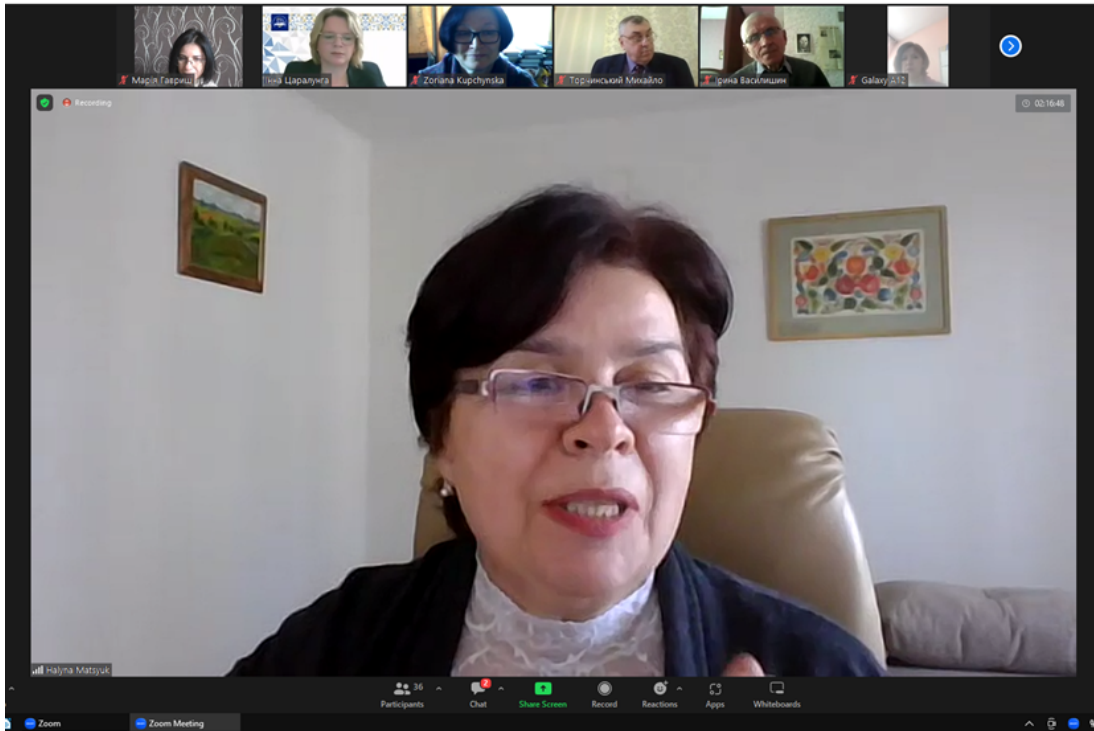 Марія Гавриш
Інна Царалунга
Zoriana Kupchynska
Торчинський Михайло
рина Василишин
Galaxy A12
Recording
02:16:48
Halyna Matsyuk
36
2
Participants
Chat
Share Screen
Record
Reactions
Apps
Whiteboards
Zoom
Zoom Meeting